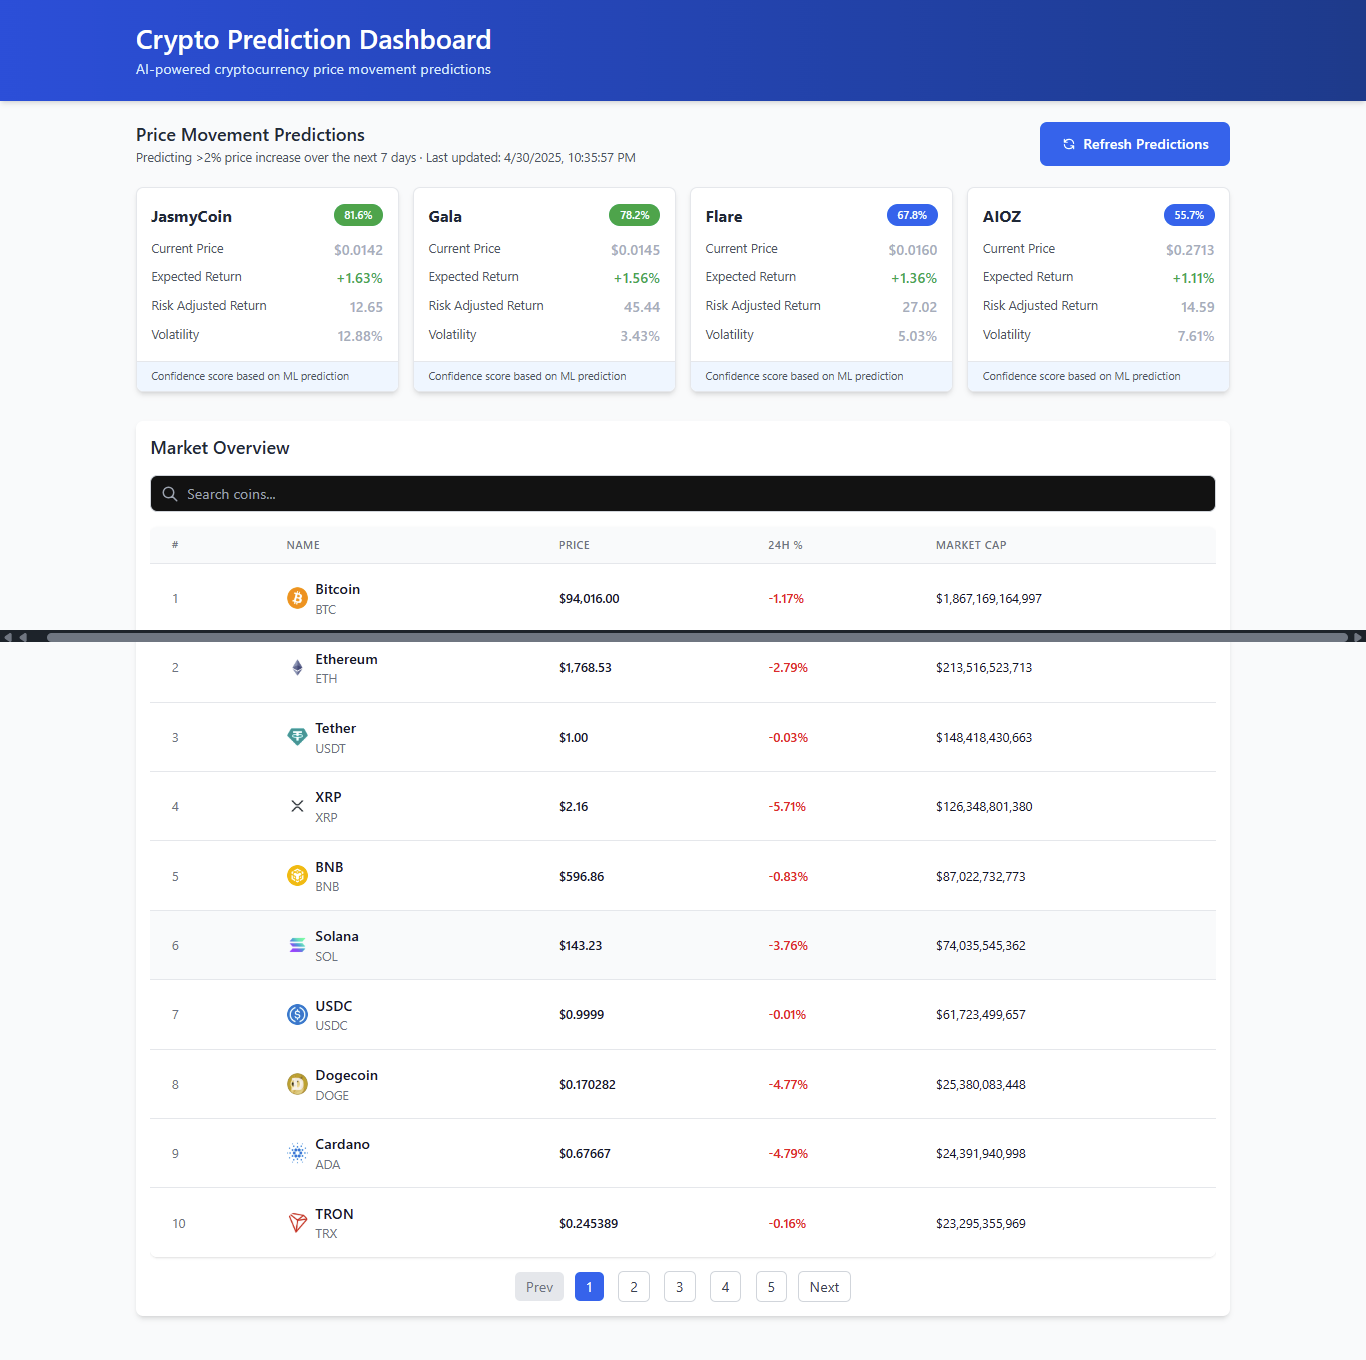 Crypto Prediction Dashboard
AI-powered cryptocurrency price movement predictions
Price Movement Predictions
Predicting >2% price increase over the next 7 days · Last updated: 4/30/2025, 10:35:57 PM
Refresh Predictions
JasmyCoin 81.6%
Current Price $0.0142
Expected Return +1.63%
Risk Adjusted Return 12.65
Volatility 12.88%
Confidence score based on ML prediction
Gala 78.2%
Current Price $0.0145
Expected Return +1.56%
Risk Adjusted Return 45.44
Volatility 3.43%
Confidence score based on ML prediction
Flare 67.8%
Current Price $0.0160
Expected Return +1.36%
Risk Adjusted Return 27.02
Volatility 5.03%
Confidence score based on ML prediction
AIOZ 55.7%
Current Price $0.2713
Expected Return +1.11%
Risk Adjusted Return 14.59
Volatility 7.61%
Confidence score based on ML prediction
Market Overview
Search coins...
# NAME PRICE 24H % MARKET CAP
1 Bitcoin BTC $94,016.00 -1.17% $1,867,169,164,997
2 Ethereum ETH $1,768.53 -2.79% $213,516,523,713
3 Tether USDT $1.00 -0.03% $148,418,430,663
4 XRP XRP $2.16 -5.71% $126,348,801,380
5 BNB BNB $596.86 -0.83% $87,022,732,773
6 Solana SOL $143.23 -3.76% $74,035,545,362
7 USDC USDC $0.9999 -0.01% $61,723,499,657
8 Dogecoin DOGE $0.170282 -4.77% $25,380,083,448
9 Cardano ADA $0.67667 -4.79% $24,391,940,998
10 TRON TRX $0.245389 -0.16% $23,295,355,969
Prev 1 2 3 4 5 Next